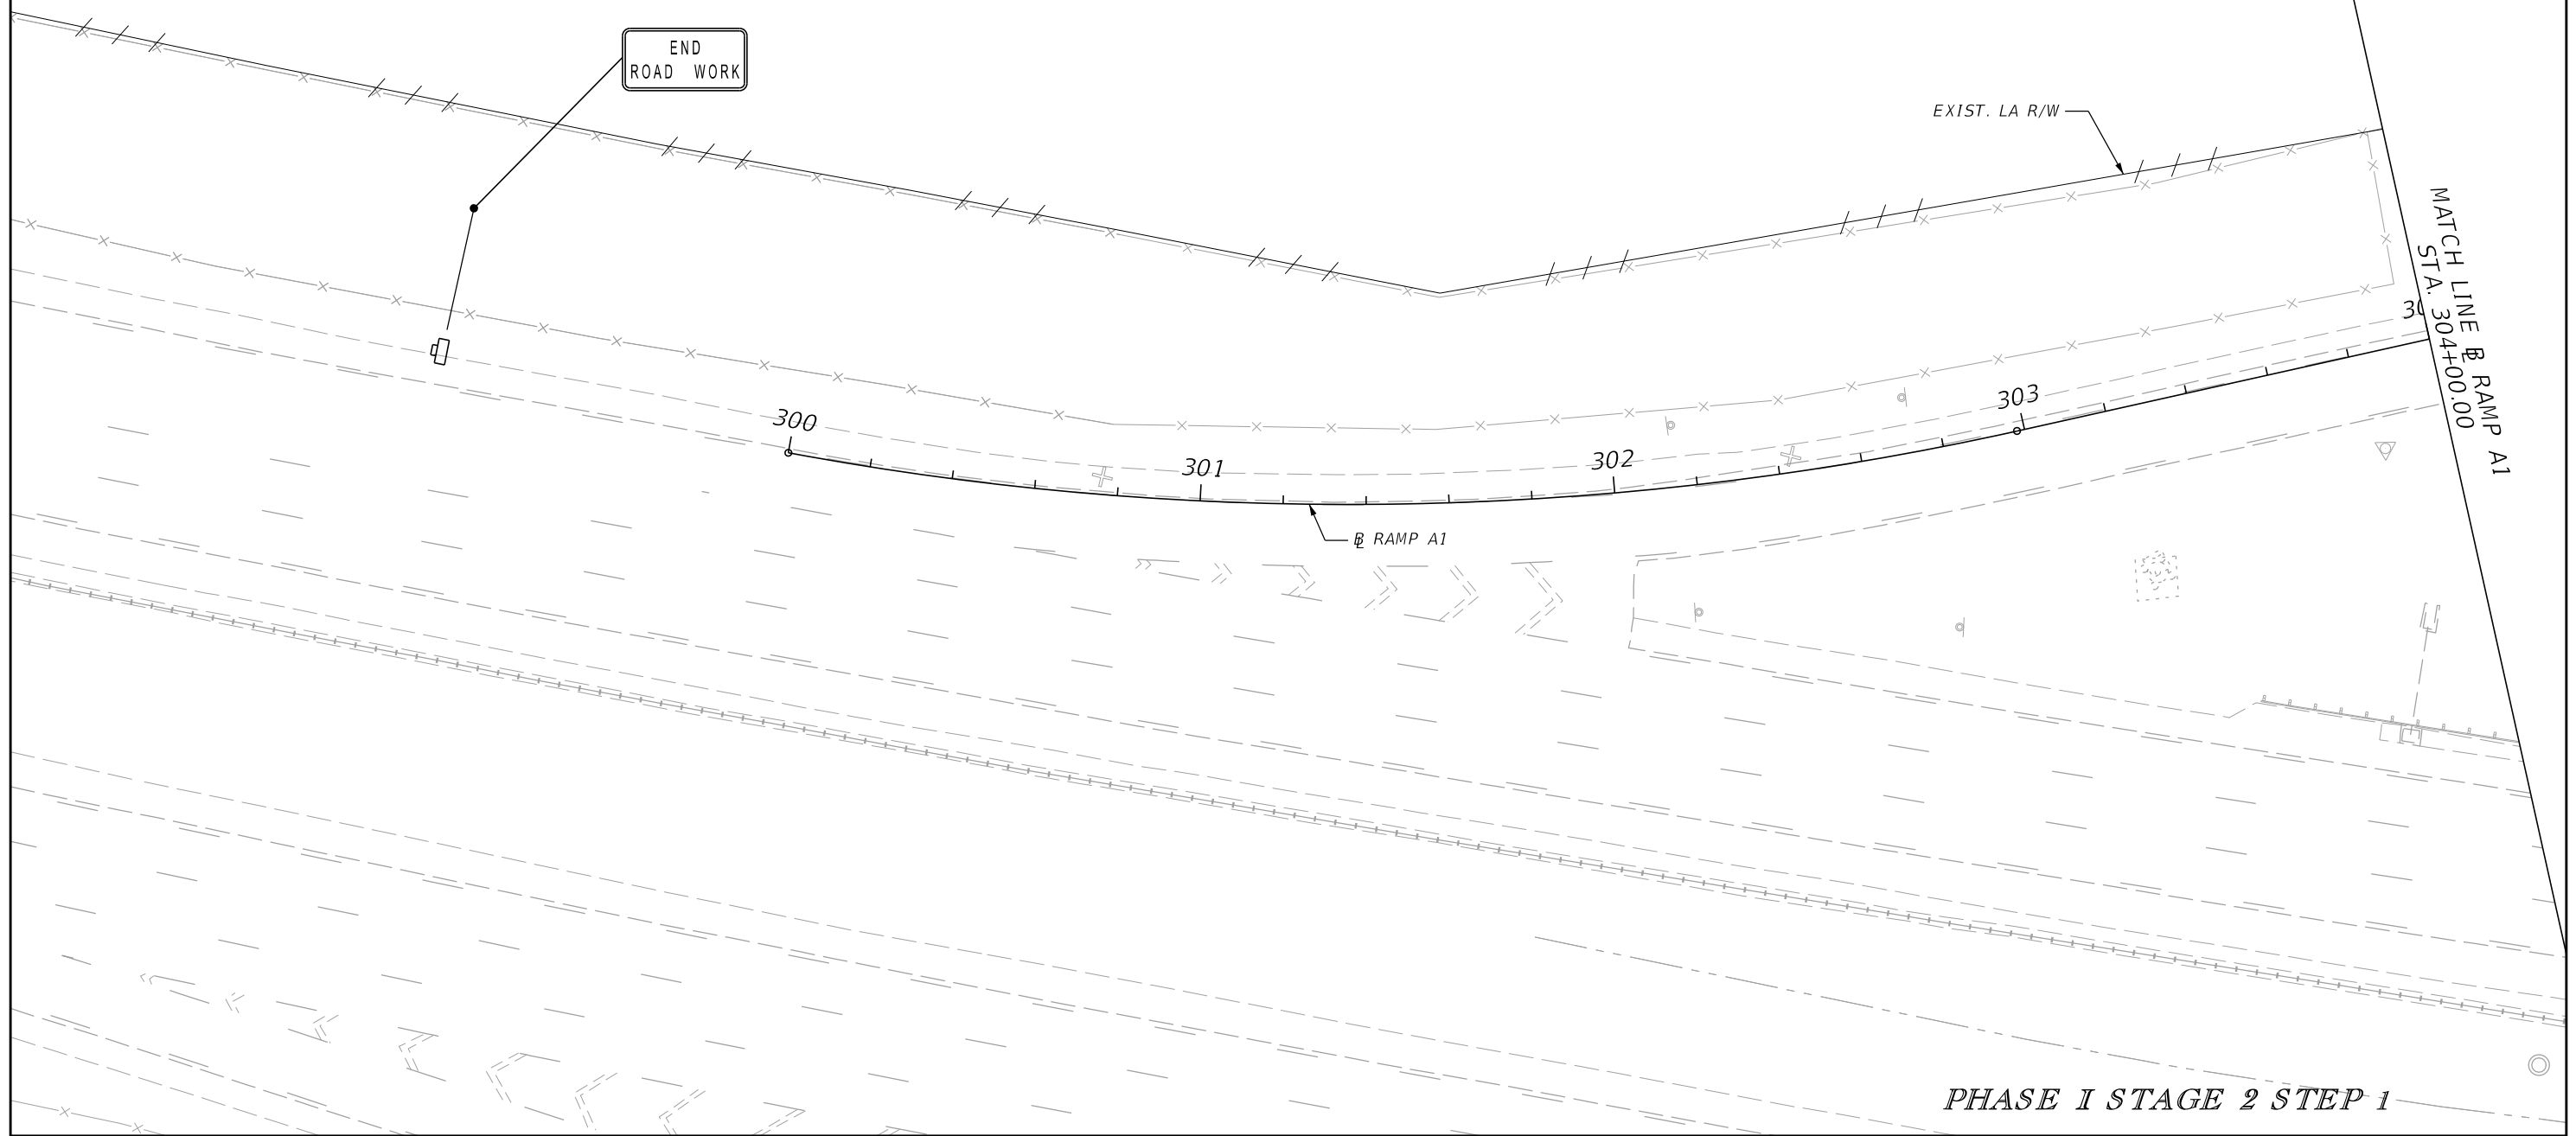 END
ROAD WORK
EXIST. LA R/W
MATCH LINE ⅊ RAMP A1
STA. 304+00.00
30
300
301
302
303
⅊ RAMP A1
PHASE I STAGE 2 STEP 1